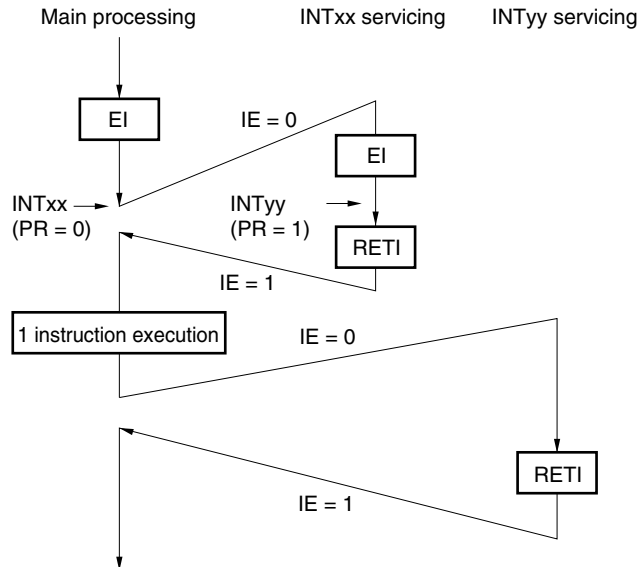 Main processing INTxx servicing INTyy servicing
EI
IE = 0
EI
INTxx
(PR = 0)
INTyy
(PR = 1)
RETI
IE = 1
1 instruction execution
IE = 0
RETI
IE = 1